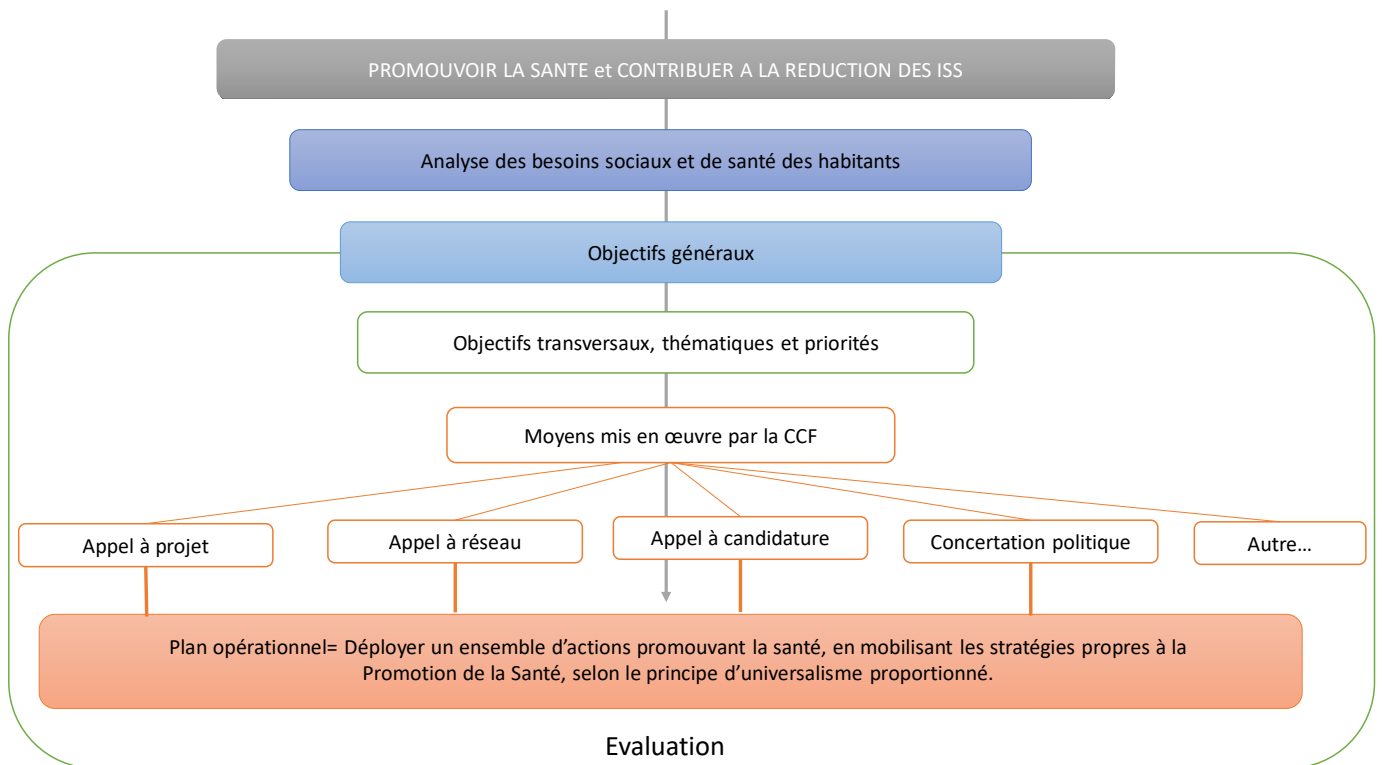 PROMOUVOIR LA SANTE et CONTRIBUER A LA REDUCTION DES ISS
Analyse des besoins sociaux et de santé des habitants
Objectifs généraux
Objectifs transversaux, thématiques et priorités
Moyens mis en œuvre par la CCF
Appel à projet
Appel à réseau
Appel à candidature
Concertation politique
Autre...
Plan opérationnel= Déployer un ensemble d’actions promouvant la santé, en mobilisant les stratégies propres à la
Promotion de la Santé, selon le principe d’universalisme proportionné.
Evaluation